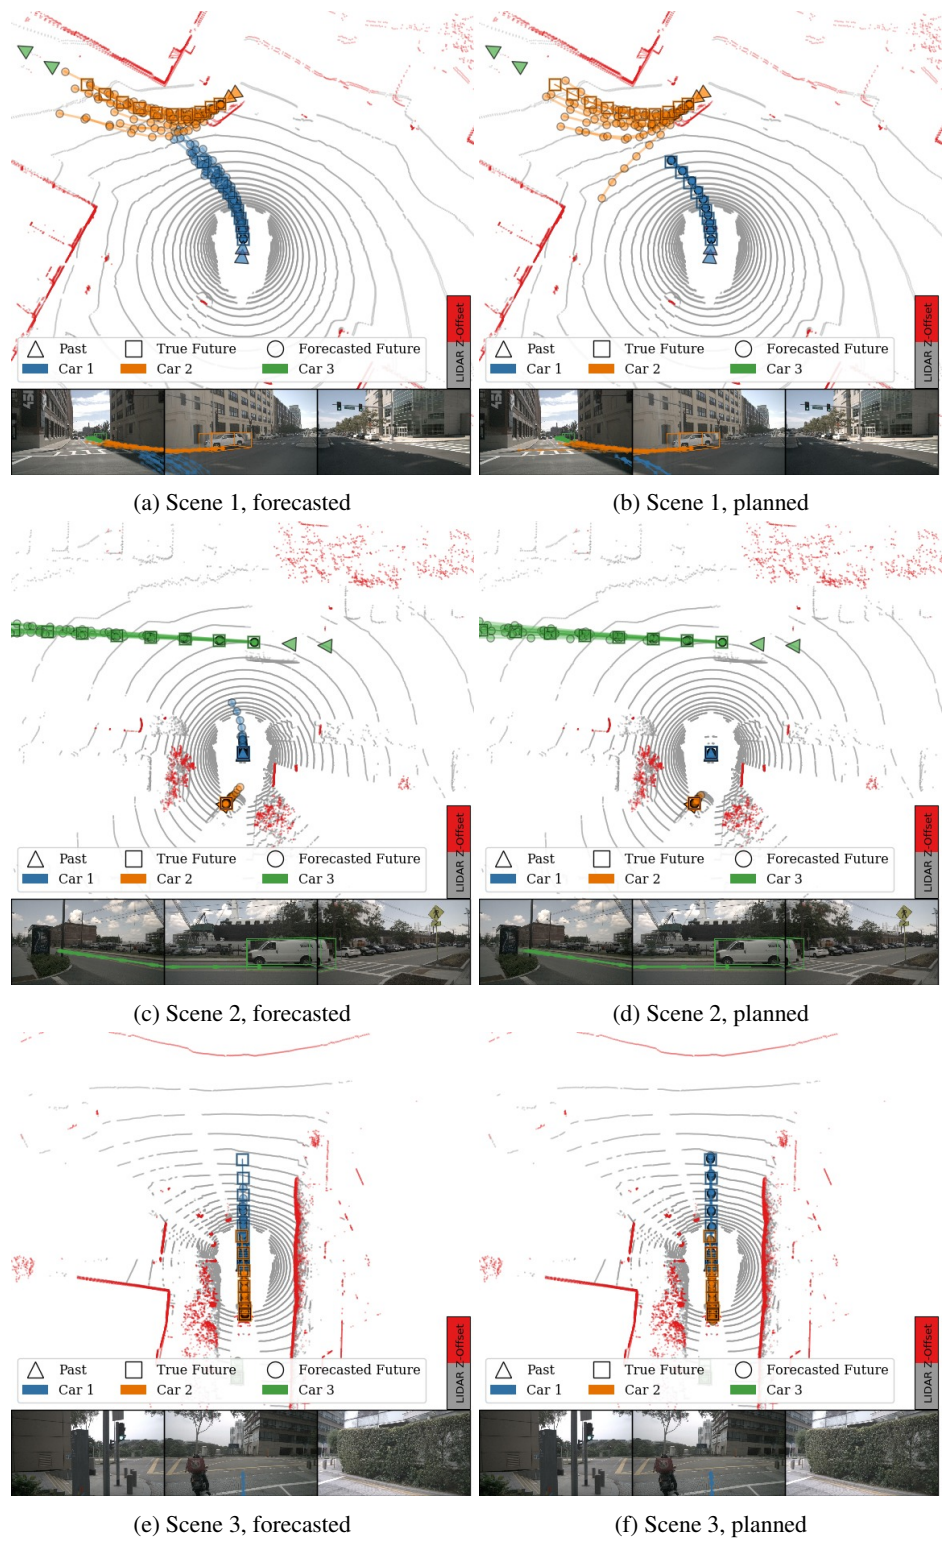 LIDAR Z-Offset
Past True Future Forecasted Future
Car 1 Car 2 Car 3
LIDAR Z-Offset
Past True Future Forecasted Future
Car 1 Car 2 Car 3
(a) Scene 1, forecasted
(b) Scene 1, planned
LIDAR Z-Offset
Past True Future Forecasted Future
Car 1 Car 2 Car 3
LIDAR Z-Offset
Past True Future Forecasted Future
Car 1 Car 2 Car 3
(c) Scene 2, forecasted
(d) Scene 2, planned
LIDAR Z-Offset
Past True Future Forecasted Future
Car 1 Car 2 Car 3
LIDAR Z-Offset
Past True Future Forecasted Future
Car 1 Car 2 Car 3
(e) Scene 3, forecasted
(f) Scene 3, planned